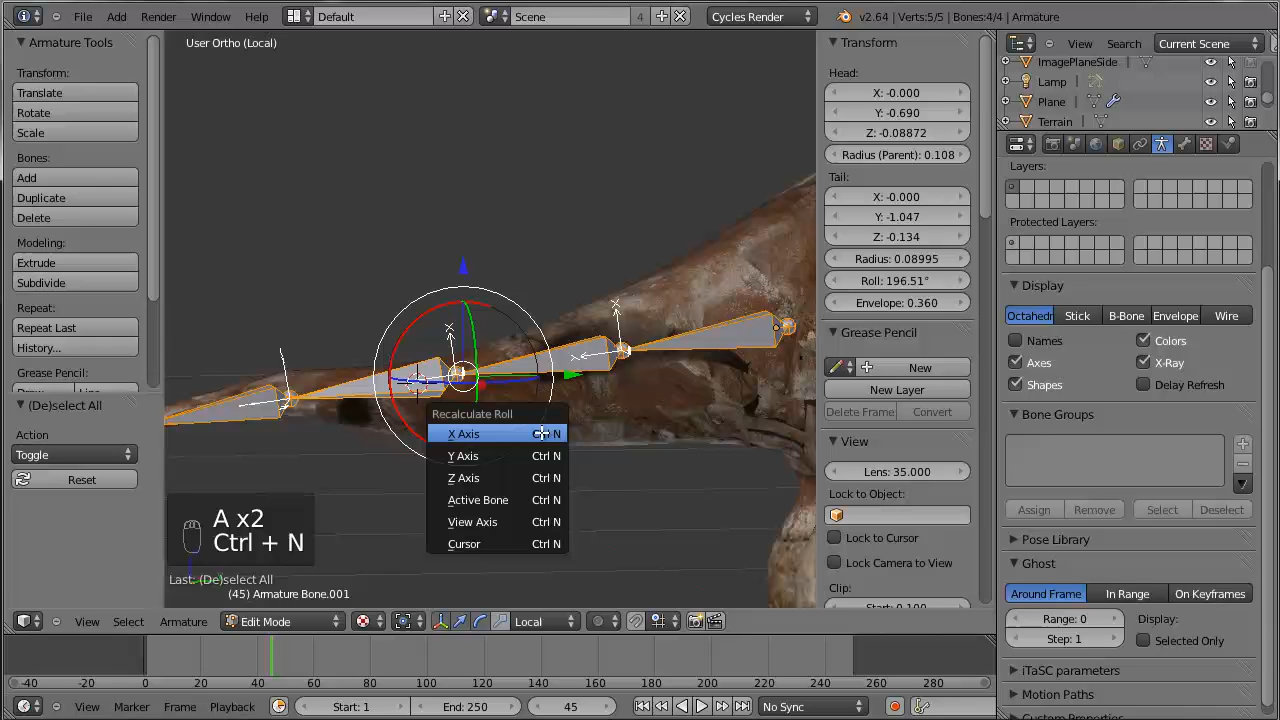 File Add Render Window Help Default Scene 4 Cycles Render v2.64 | Verts:5/5 | Bones:4/4 | Armature
Armature Tools
Transform:
Translate
Rotate
Scale
Bones:
Add
Duplicate
Delete
Modeling:
Extrude
Subdivide
Repeat:
Repeat Last
History...
Grease Pencil:
(De)select All
Action
Toggle
Reset
User Ortho (Local)
X
X
X
Recalculate Roll
X Axis Ctrl N
Y Axis Ctrl N
Z Axis Ctrl N
Active Bone Ctrl N
View Axis Ctrl N
Cursor Ctrl N
A x2
Ctrl + N
Last: (De)select All
(45) Armature Bone.001
View Select Armature Edit Mode Local
Transform
Head:
X: -0.000
Y: -0.690
Z: -0.08872
Radius (Parent): 0.108
Tail:
X: -0.000
Y: -1.047
Z: -0.134
Radius: 0.08995
Roll: 196.51°
Envelope: 0.360
Grease Pencil
New
New Layer
Delete Frame Convert
View
Lens: 35.000
Lock to Object:
Lock to Cursor
Lock Camera to View
Clip:
Start: 0.100
View Search Current Scene
ImagePlaneSide
Lamp
Plane
Terrain
Layers:
Protected Layers:
Display
Octahedr Stick B-Bone Envelope Wire
Names Colors
Axes X-Ray
Shapes Delay Refresh
Bone Groups
Assign Remove Select Deselect
Pose Library
Ghost
Around Frame In Range On Keyframes
Range: 0 Display:
Step: 1 Selected Only
iTaSC parameters
Motion Paths
Custom Properties
-40 -20 0 20 40 60 80 100 120 140 160 180 200 220 240 260 280
View Marker Frame Playback Start: 1 End: 250 45 No Sync